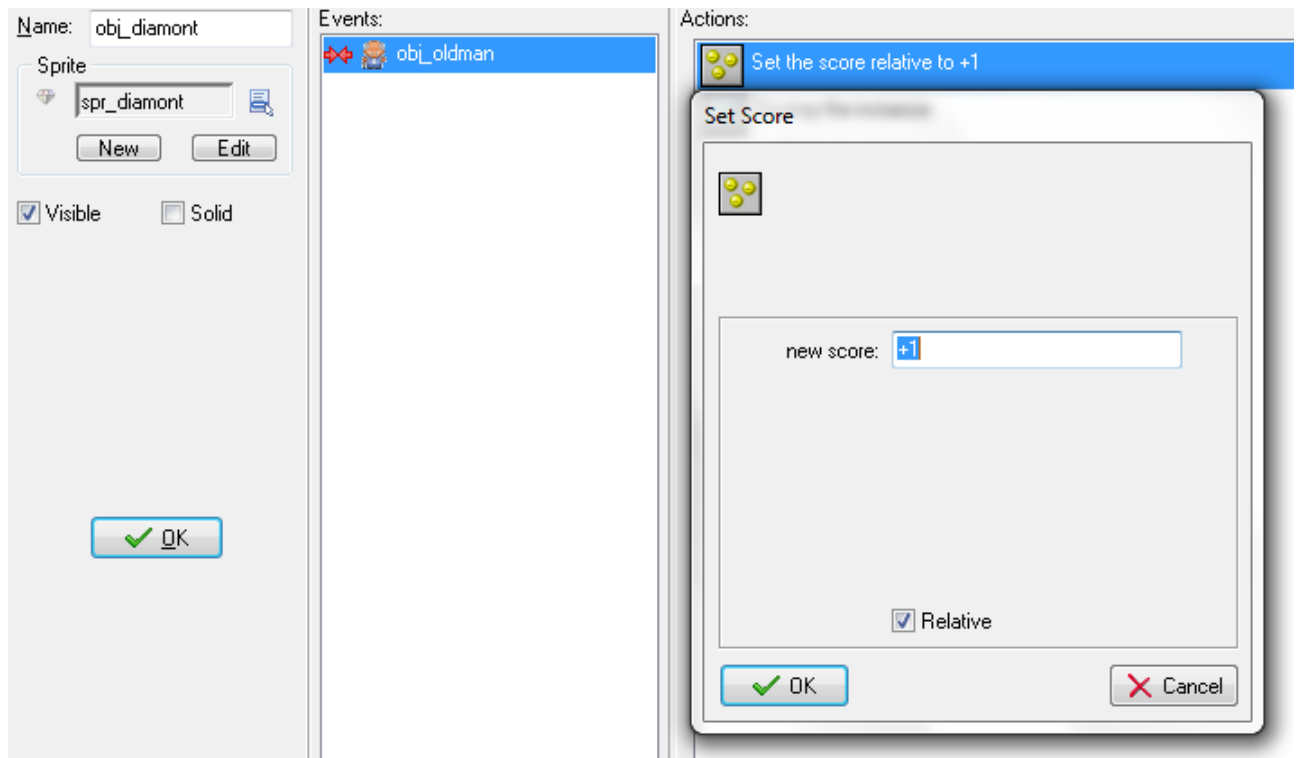 Name: obj_diamont
Sprite
spr_diamont
New Edit
Visible Solid
OK
Events:
obj_oldman
Actions:
Set the score relative to +1
Set Score
new score: +1
Relative
OK Cancel